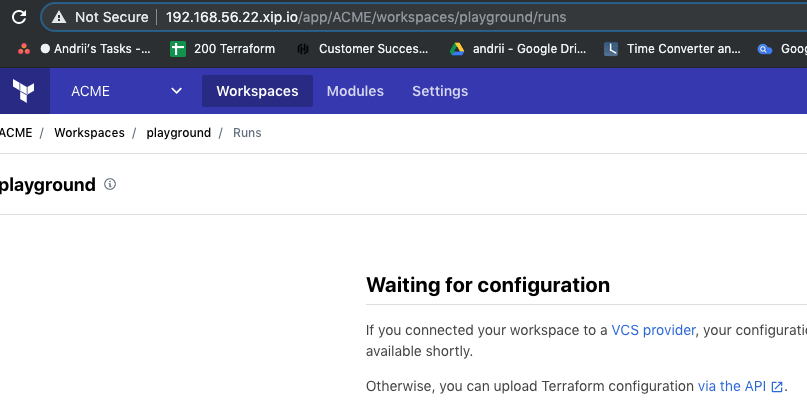 Not Secure | 192.168.56.22.xip.io/app/ACME/workspaces/playground/runs
Andrii's Tasks -... 200 Terraform Customer Succes... andrii - Google Dri... Time Converter an... Goog
ACME Workspaces Modules Settings
ACME / Workspaces / playground / Runs
playground
Waiting for configuration
If you connected your workspace to a VCS provider, your configurati
available shortly.
Otherwise, you can upload Terraform configuration via the API.